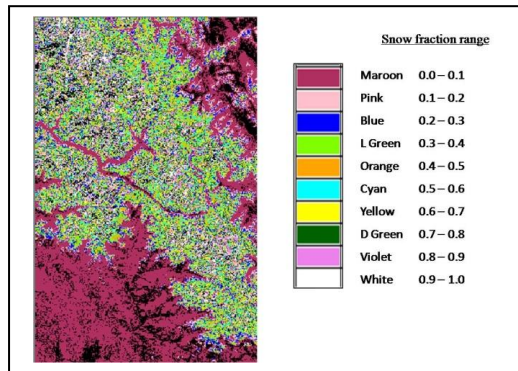 Snow fraction range
Maroon 0.0 – 0.1
Pink 0.1 – 0.2
Blue 0.2 – 0.3
L Green 0.3 – 0.4
Orange 0.4 – 0.5
Cyan 0.5 – 0.6
Yellow 0.6 – 0.7
D Green 0.7 – 0.8
Violet 0.8 – 0.9
White 0.9 – 1.0